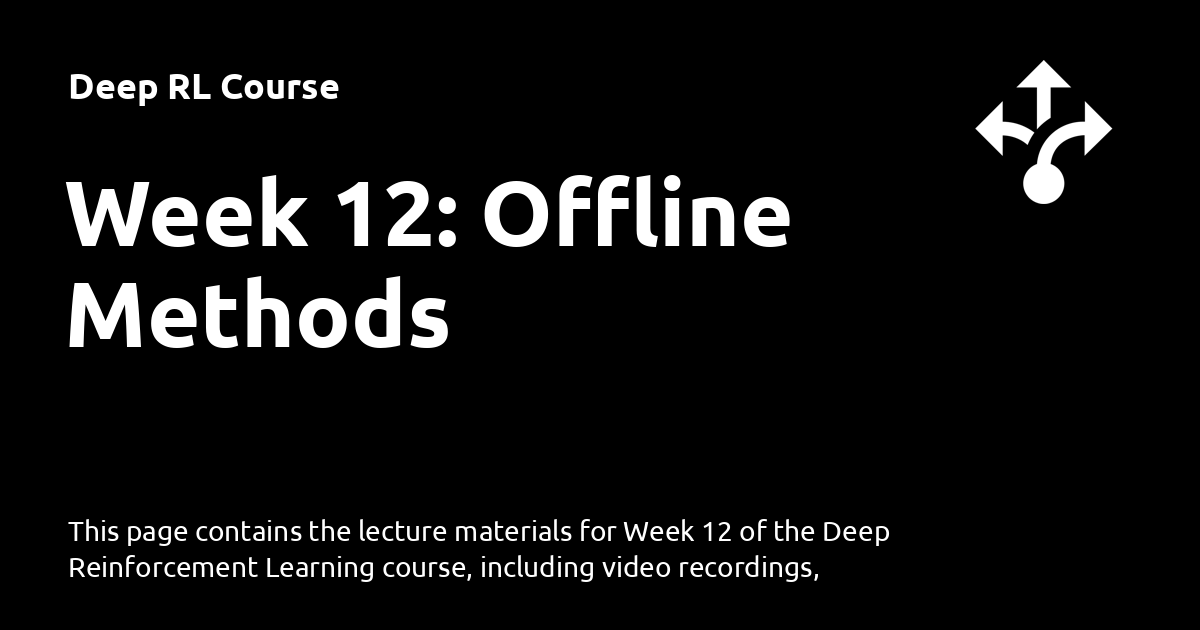 Deep RL Course
Week 12: Offline
Methods
This page contains the lecture materials for Week 12 of the Deep
Reinforcement Learning course, including video recordings,